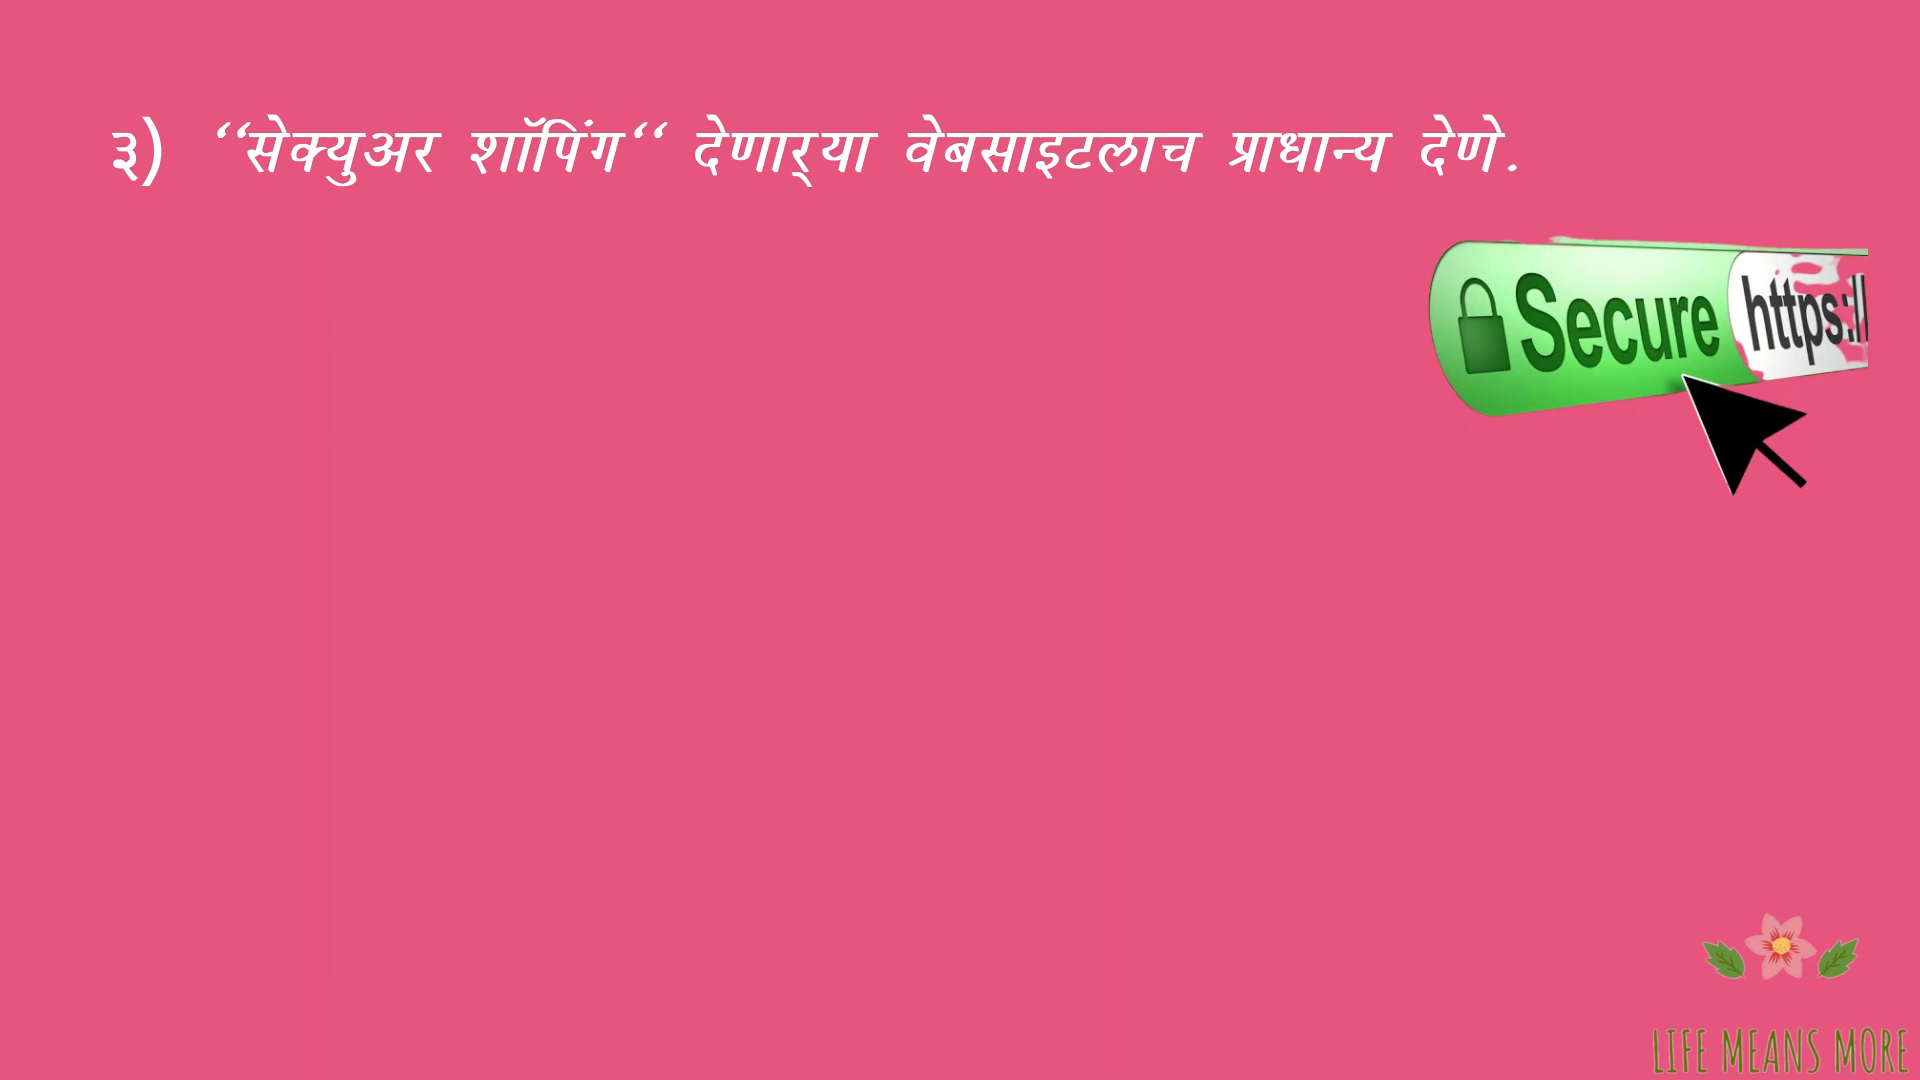 ३) ‘‘सेक्युअर शॉपिंग‘‘ देणार्‍या वेबसाइटलाच प्राधान्य देणे.
Secure https:/
LIFE MEANS MORE